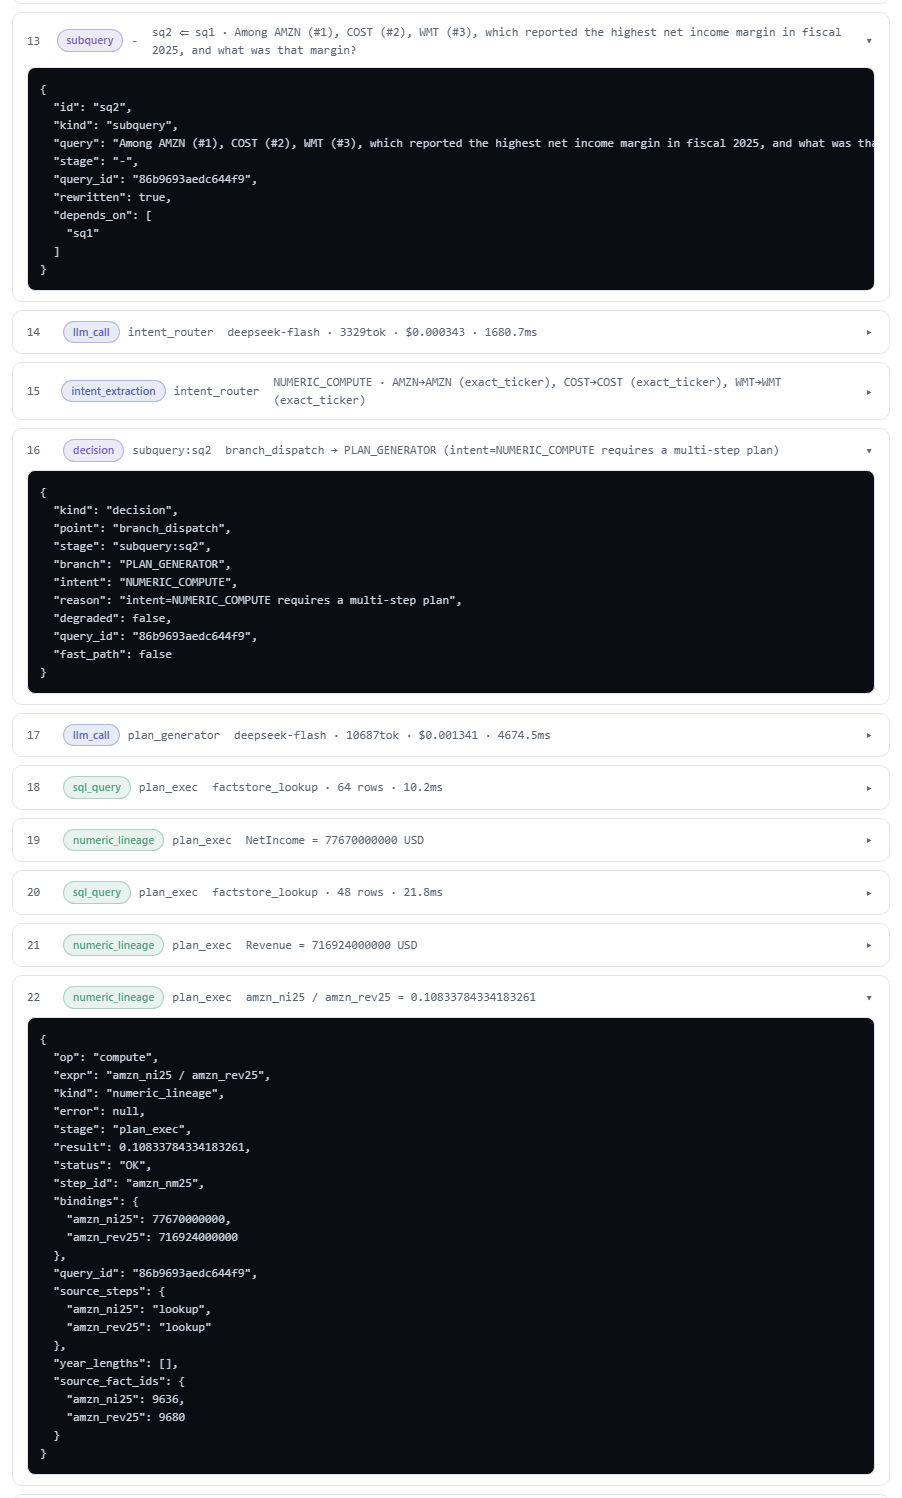 13 subquery - sq2 ⇐ sq1 · Among AMZN (#1), COST (#2), WMT (#3), which reported the highest net income margin in fiscal
2025, and what was that margin? ▾
{
  "id": "sq2",
  "kind": "subquery",
  "query": "Among AMZN (#1), COST (#2), WMT (#3), which reported the highest net income margin in fiscal 2025, and what was tha
  "stage": "-",
  "query_id": "86b9693aedc644f9",
  "rewritten": true,
  "depends_on": [
    "sq1"
  ]
}
14 llm_call intent_router deepseek-flash · 3329tok · $0.000343 · 1680.7ms ▸
15 intent_extraction intent_router NUMERIC_COMPUTE · AMZN→AMZN (exact_ticker), COST→COST (exact_ticker), WMT→WMT
(exact_ticker) ▸
16 decision subquery:sq2 branch_dispatch → PLAN_GENERATOR (intent=NUMERIC_COMPUTE requires a multi-step plan) ▾
{
  "kind": "decision",
  "point": "branch_dispatch",
  "stage": "subquery:sq2",
  "branch": "PLAN_GENERATOR",
  "intent": "NUMERIC_COMPUTE",
  "reason": "intent=NUMERIC_COMPUTE requires a multi-step plan",
  "degraded": false,
  "query_id": "86b9693aedc644f9",
  "fast_path": false
}
17 llm_call plan_generator deepseek-flash · 10687tok · $0.001341 · 4674.5ms ▸
18 sql_query plan_exec factstore_lookup · 64 rows · 10.2ms ▸
19 numeric_lineage plan_exec NetIncome = 77670000000 USD ▸
20 sql_query plan_exec factstore_lookup · 48 rows · 21.8ms ▸
21 numeric_lineage plan_exec Revenue = 716924000000 USD ▸
22 numeric_lineage plan_exec amzn_ni25 / amzn_rev25 = 0.10833784334183261 ▾
{
  "op": "compute",
  "expr": "amzn_ni25 / amzn_rev25",
  "kind": "numeric_lineage",
  "error": null,
  "stage": "plan_exec",
  "result": 0.10833784334183261,
  "status": "OK",
  "step_id": "amzn_nm25",
  "bindings": {
    "amzn_ni25": 77670000000,
    "amzn_rev25": 716924000000
  },
  "query_id": "86b9693aedc644f9",
  "source_steps": {
    "amzn_ni25": "lookup",
    "amzn_rev25": "lookup"
  },
  "year_lengths": [],
  "source_fact_ids": {
    "amzn_ni25": 9636,
    "amzn_rev25": 9680
  }
}